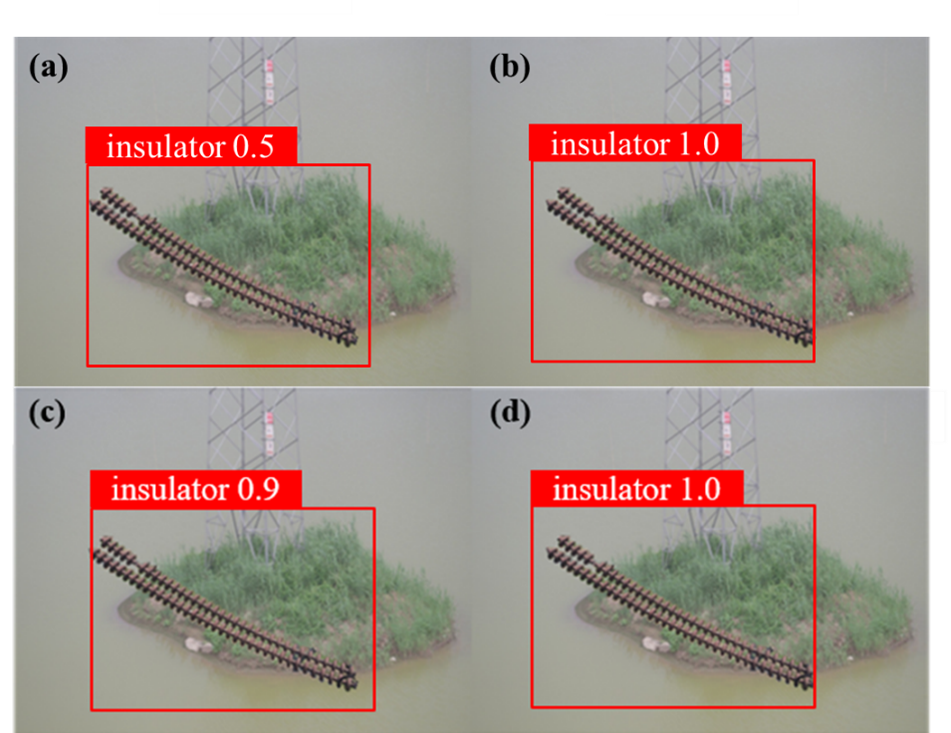 (a)
(b)
insulator 0.5
insulator 1.0
(c)
(d)
insulator 0.9
insulator 1.0